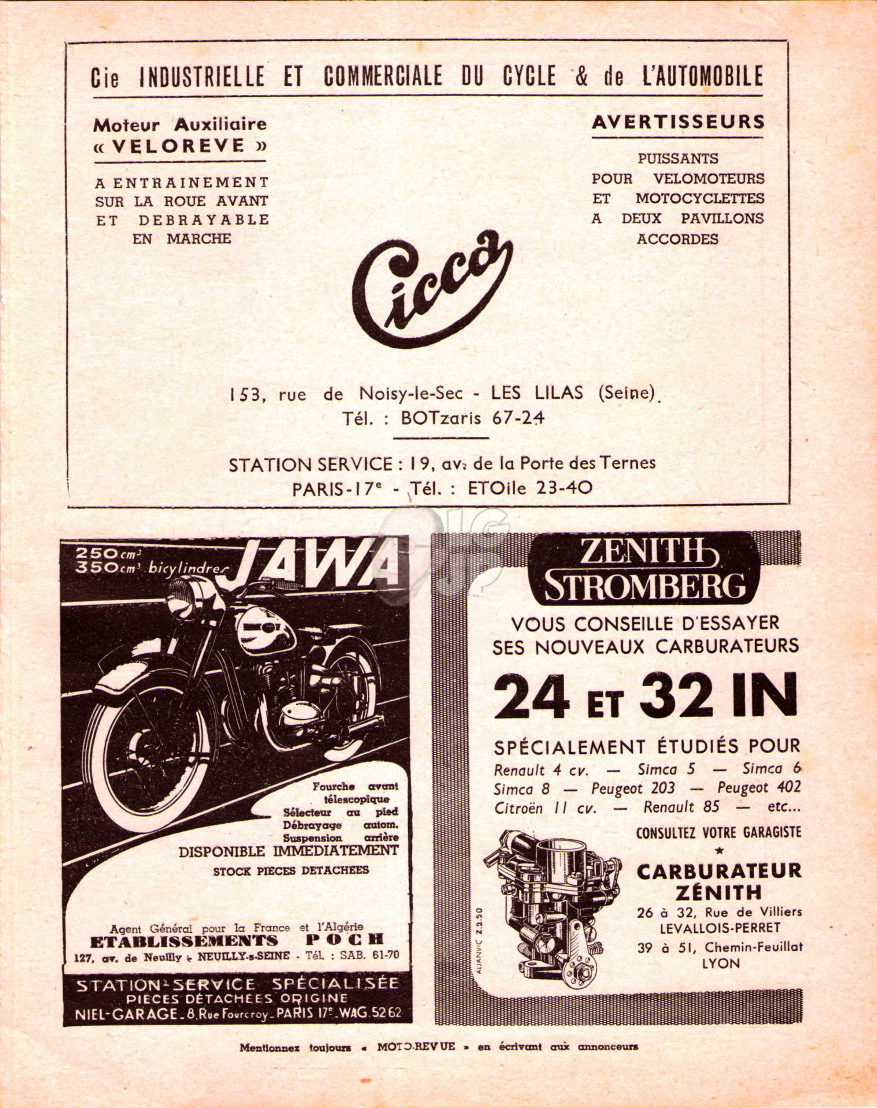 Cie INDUSTRIELLE ET COMMERCIALE DU CYCLE & de L'AUTOMOBILE
Moteur Auxiliaire
« VELOREVE »
A ENTRAINEMENT
SUR LA ROUE AVANT
ET DEBRAYABLE
EN MARCHE
AVERTISSEURS
PUISSANTS
POUR VELOMOTEURS
ET MOTOCYCLETTES
A DEUX PAVILLONS
ACCORDES
Cicca
153, rue de Noisy-le-Sec - LES LILAS (Seine)
Tél. : BOTzaris 67-24
STATION SERVICE : 19, av. de la Porte des Ternes
PARIS-17e - Tél. : ETOile 23-40
250 cm³
350 cm³ bicylindres
JAWA
Fourche avant
télescopique
Sélecteur au pied
Débrayage autom.
Suspension arrière
DISPONIBLE IMMEDIATEMENT
STOCK PIECES DETACHEES
Agent Général pour la France et l'Algérie
ETABLISSEMENTS POCH
127, av. de Neuilly à NEUILLY-s-SEINE - Tél. : SAB. 61-70
STATION-SERVICE SPÉCIALISÉE
PIÈCES DÉTACHÉES ORIGINE
NIEL-GARAGE_8, Rue Fourcroy_PARIS 17e_WAG. 52 62
ZENITH
STROMBERG
VOUS CONSEILLE D'ESSAYER
SES NOUVEAUX CARBURATEURS
24 ET 32 IN
SPÉCIALEMENT ÉTUDIÉS POUR
Renault 4 cv. — Simca 5 — Simca 6
Simca 8 — Peugeot 203 — Peugeot 402
Citroën 11 cv. — Renault 85 — etc...
CONSULTEZ VOTRE GARAGISTE
★
CARBURATEUR
ZÉNITH
26 à 32, Rue de Villiers
LEVALLOIS-PERRET
39 à 51, Chemin-Feuillat
LYON
Z.2.50
Mentionnez toujours « MOTO-REVUE » en écrivant aux annonceurs